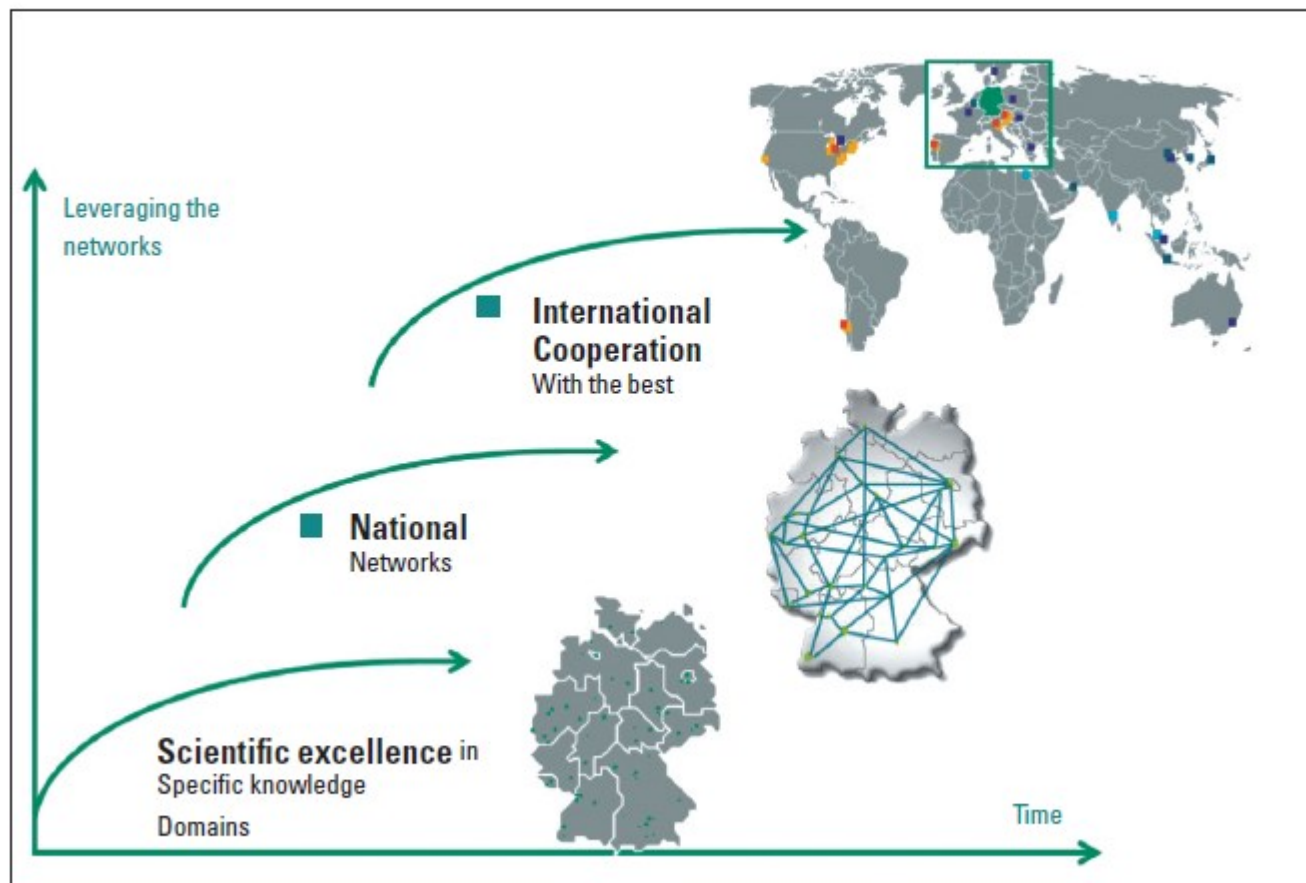 Leveraging the
networks
International
Cooperation
With the best
National
Networks
Scientific excellence in
Specific knowledge
Domains
Time